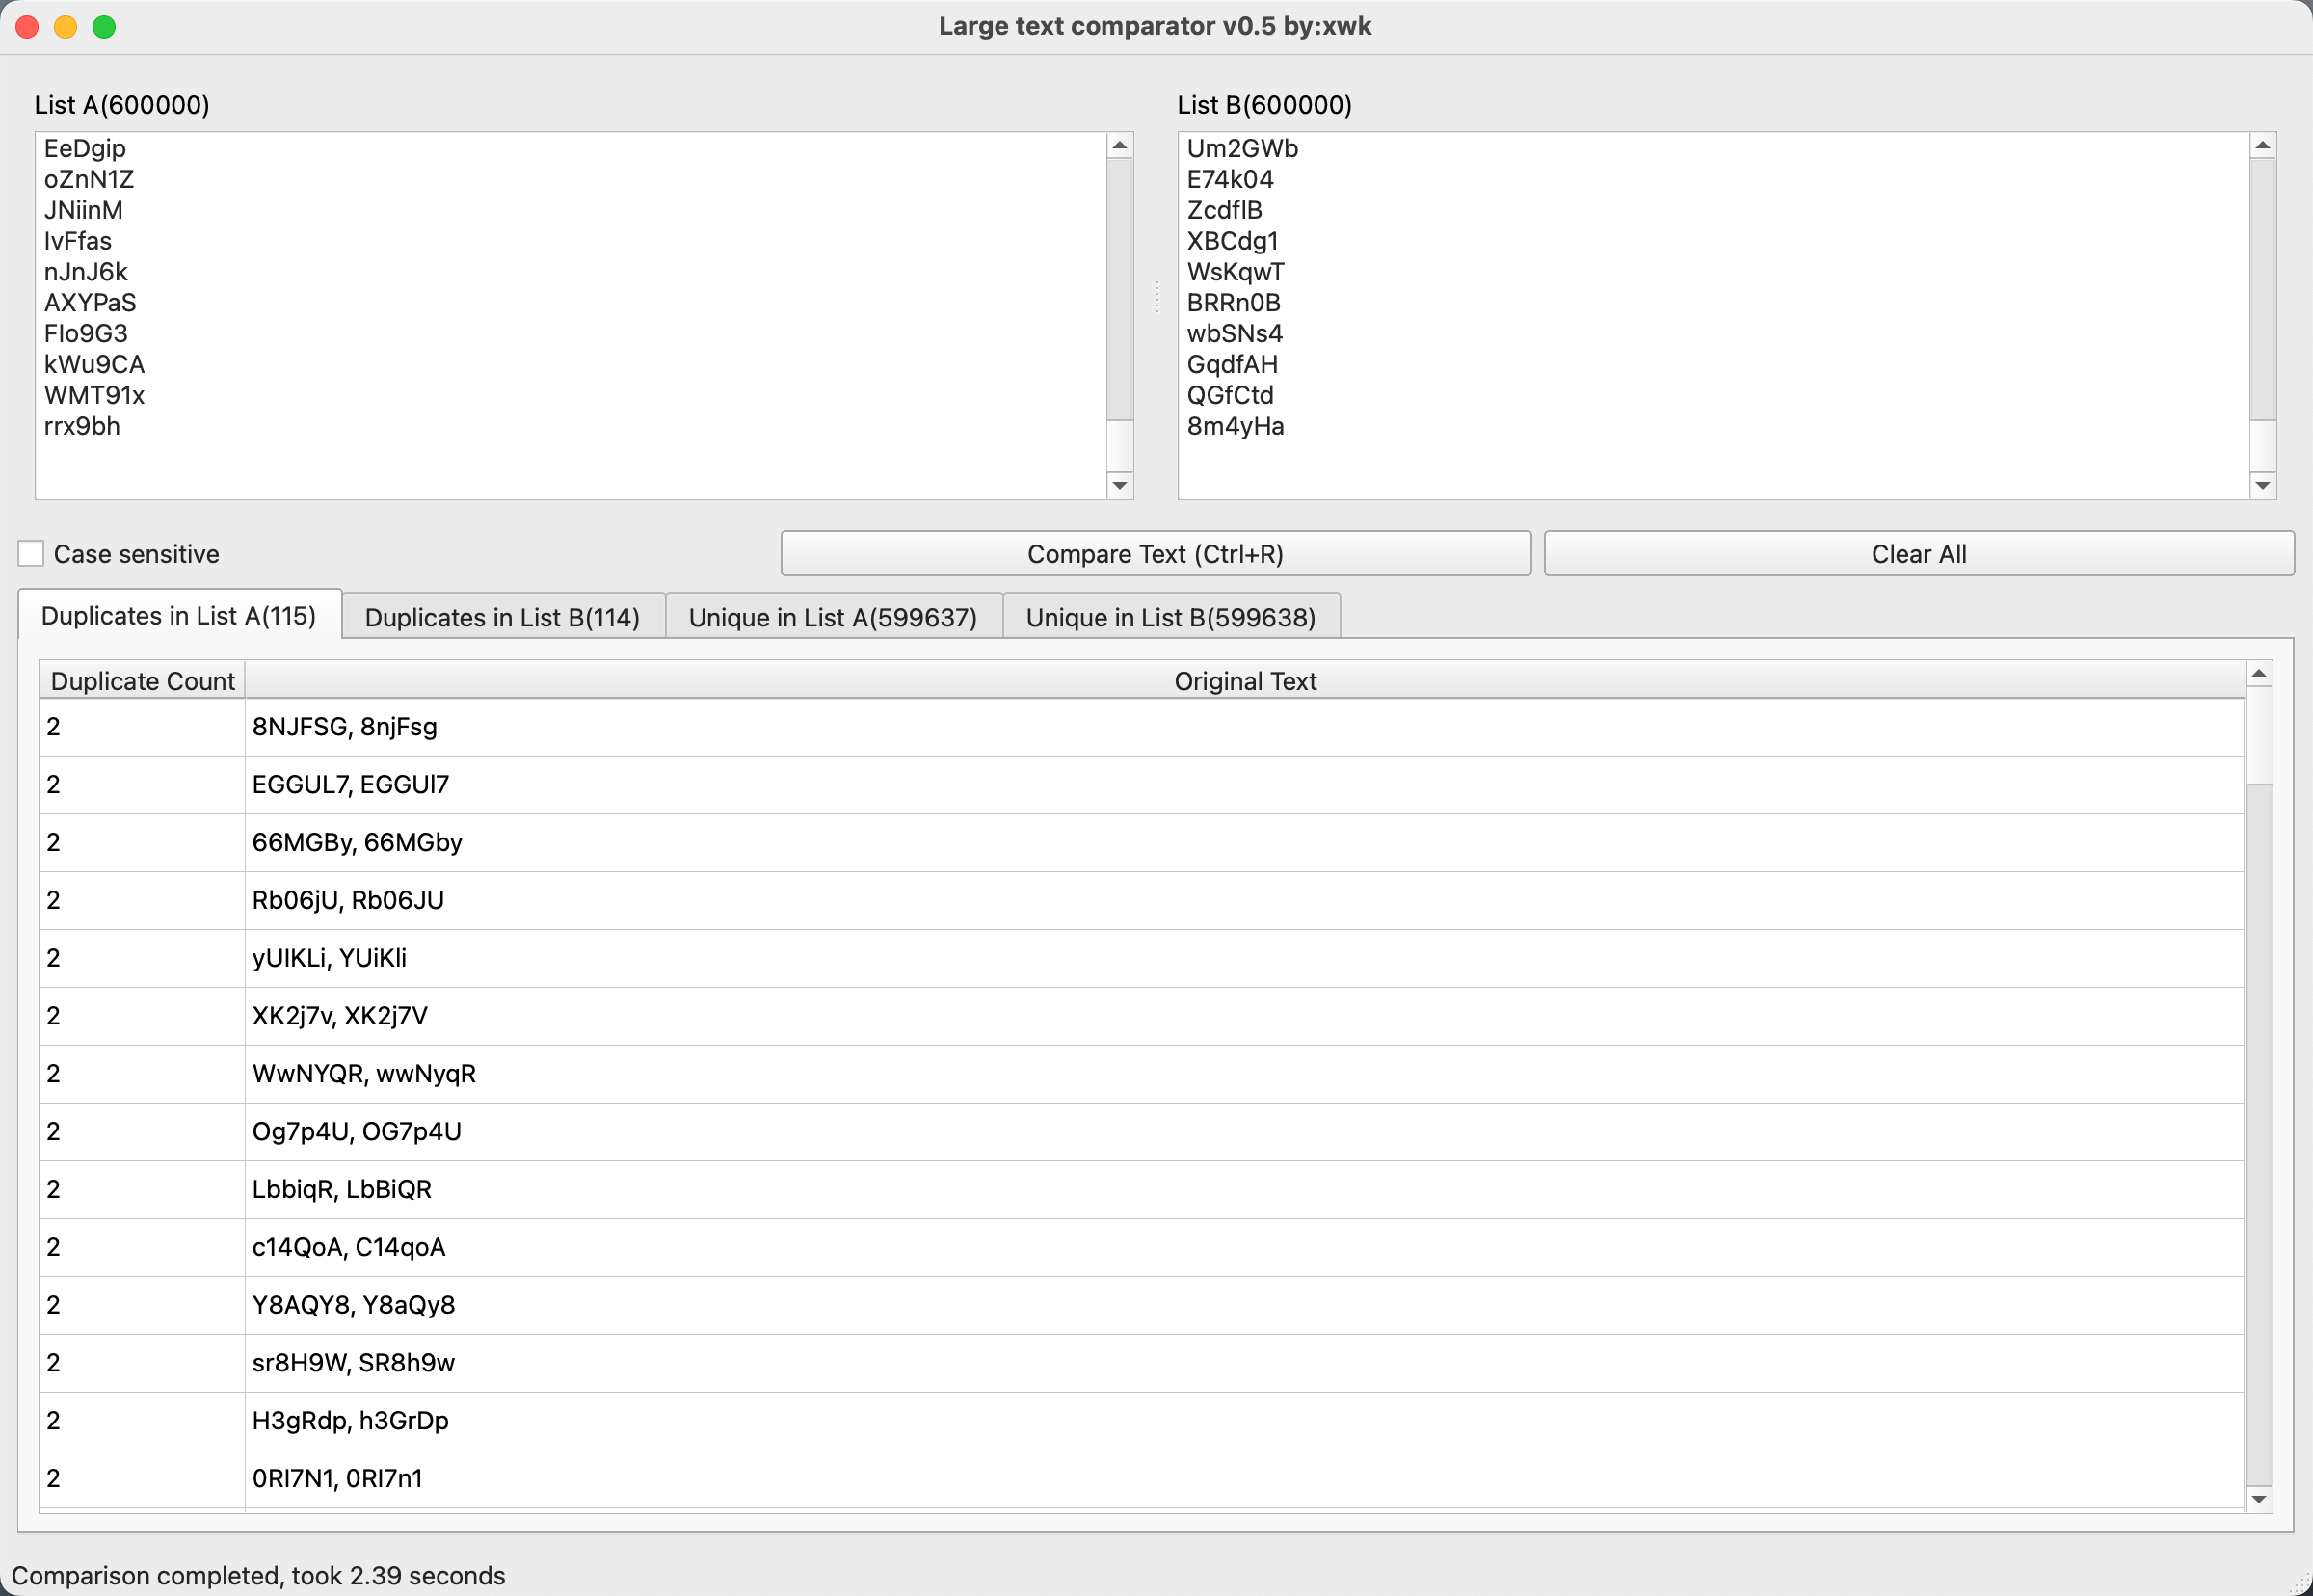 Large text comparator v0.5 by:xwk
List A(600000)
EeDgip
oZnN1Z
JNiinM
IvFfas
nJnJ6k
AXYPaS
FIo9G3
kWu9CA
WMT91x
rrx9bh
List B(600000)
Um2GWb
E74k04
ZcdflB
XBCdg1
WsKqwT
BRRn0B
wbSNs4
GqdfAH
QGfCtd
8m4yHa
Case sensitive
Compare Text (Ctrl+R)
Clear All
Duplicates in List A(115)
Duplicates in List B(114)
Unique in List A(599637)
Unique in List B(599638)
Duplicate Count Original Text
2 8NJFSG, 8njFsg
2 EGGUL7, EGGUl7
2 66MGBy, 66MGby
2 Rb06jU, Rb06JU
2 yUIKLi, YUiKli
2 XK2j7v, XK2j7V
2 WwNYQR, wwNyqR
2 Og7p4U, OG7p4U
2 LbbiqR, LbBiQR
2 c14QoA, C14qoA
2 Y8AQY8, Y8aQy8
2 sr8H9W, SR8h9w
2 H3gRdp, h3GrDp
2 0Rl7N1, 0Rl7n1
Comparison completed, took 2.39 seconds